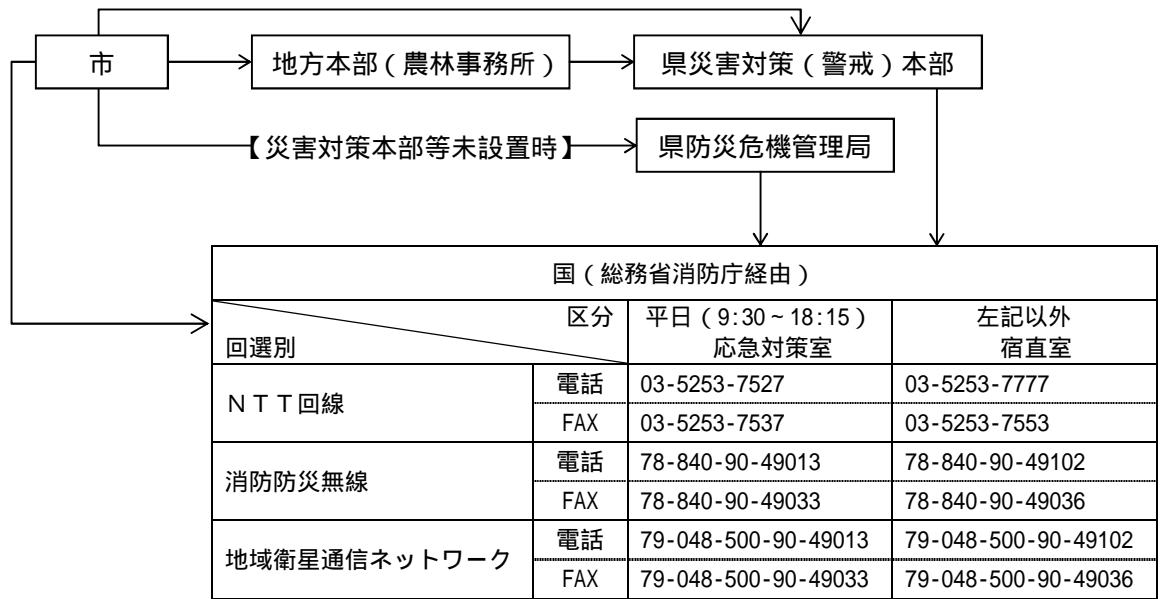 市
地方本部（農林事務所）
県災害対策（警戒）本部
【災害対策本部等未設置時】
県防災危機管理局
国（総務省消防庁経由）
区分
回選別
平日（9:30～18:15）
応急対策室
左記以外
宿直室
ＮＴＴ回線
電話 03-5253-7527 03-5253-7777
FAX 03-5253-7537 03-5253-7553
消防防災無線
電話 78-840-90-49013 78-840-90-49102
FAX 78-840-90-49033 78-840-90-49036
地域衛星通信ネットワーク
電話 79-048-500-90-49013 79-048-500-90-49102
FAX 79-048-500-90-49033 79-048-500-90-49036